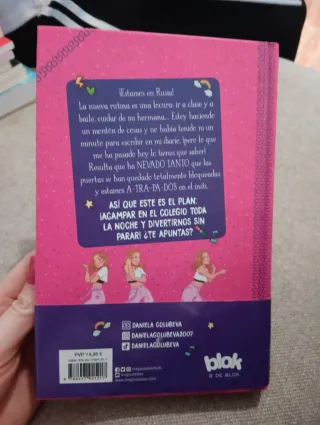 ¡Estamos en Rusia!
La nueva rutina es una locura: ir a clase y a
baile, cuidar de su hermana... Estoy haciendo
un montón de cosas y no había tenido ni un
minuto para escribir en mi diario, ¡pero lo que
me ha pasado hoy lo tienes que saber!
Resulta que HA NEVADO TANTO que las
puertas se han quedado totalmente bloqueadas
y estamos A-TRA-PA-DOS en el insti.
ASÍ QUE ESTE ES EL PLAN:
¡ACAMPAR EN EL COLEGIO TODA
LA NOCHE Y DIVERTIRNOS SIN
PARAR! ¿TE APUNTAS?
DANIELA GOLUBEVA
DANIELAGOLUBEVA2007
DANIELAGOLUBEVA
PVP 14,95 €
blok
B DE BLOK